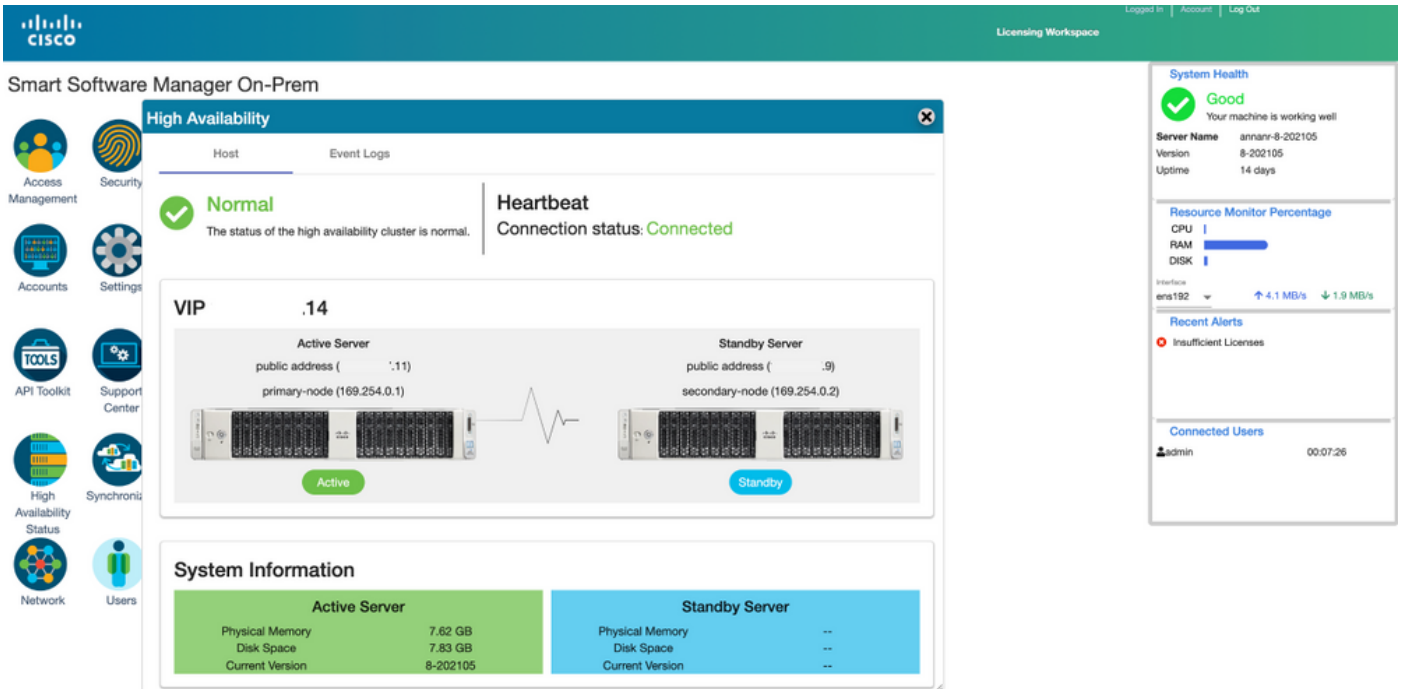 Logged In | Account | Log Out
CISCO
Licensing Workspace
Smart Software Manager On-Prem
Access
Management
Security
Accounts
Settings
TOOLS
API Toolkit
Support
Center
High
Availability
Status
Synchroniz
Network
Users
High Availability
Host Event Logs
Normal
The status of the high availability cluster is normal.
Heartbeat
Connection status: Connected
VIP .14
Active Server
public address ( '.11)
primary-node (169.254.0.1)
Active
Standby Server
public address ( .9)
secondary-node (169.254.0.2)
Standby
System Information
Active Server
Physical Memory 7.62 GB
Disk Space 7.83 GB
Current Version 8-202105
Standby Server
Physical Memory --
Disk Space --
Current Version --
System Health
Good
Your machine is working well
Server Name annanr-8-202105
Version 8-202105
Uptime 14 days
Resource Monitor Percentage
CPU
RAM
DISK
Interface
ens192 4.1 MB/s 1.9 MB/s
Recent Alerts
Insufficient Licenses
Connected Users
admin 00:07:26